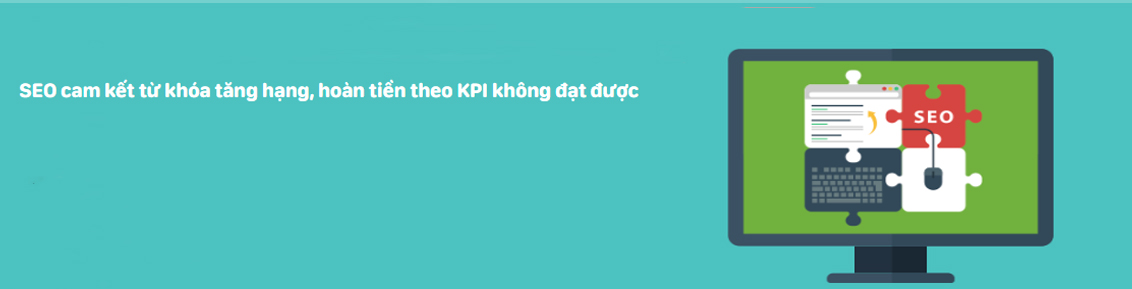 SEO cam kết từ khóa tăng hạng, hoàn tiền theo KPI không đạt được
SEO